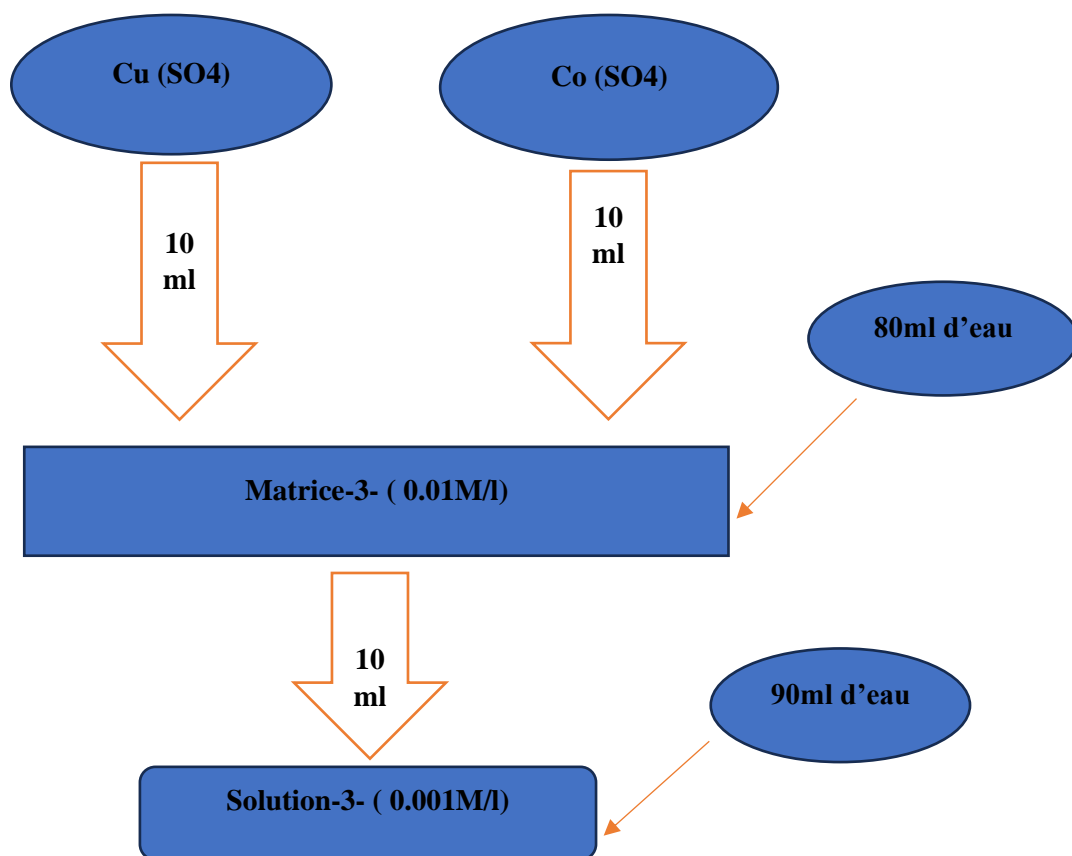 Cu (SO4)
Co (SO4)
10
ml
10
ml
80ml d’eau
Matrice-3- ( 0.01M/l)
10
ml
90ml d’eau
Solution-3- ( 0.001M/l)